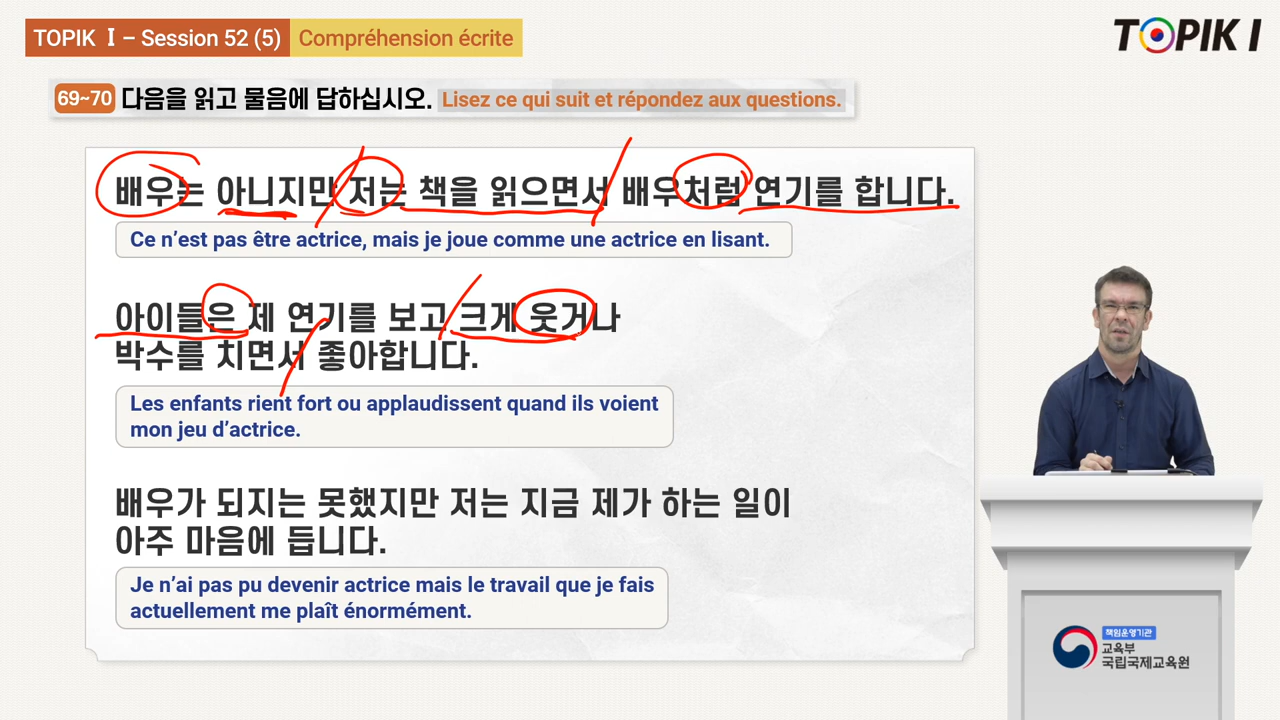 TOPIK I – Session 52 (5) Compréhension écrite
TOPIK I
69~70 다음을 읽고 물음에 답하십시오. Lisez ce qui suit et répondez aux questions.
배우는 아니지만 저는 책을 읽으면서 배우처럼 연기를 합니다.
Ce n’est pas être actrice, mais je joue comme une actrice en lisant.
아이들은 제 연기를 보고 크게 웃거나
박수를 치면서 좋아합니다.
Les enfants rient fort ou applaudissent quand ils voient
mon jeu d’actrice.
배우가 되지는 못했지만 저는 지금 제가 하는 일이
아주 마음에 듭니다.
Je n’ai pas pu devenir actrice mais le travail que je fais
actuellement me plaît énormément.
책임운영기관
교육부
국립국제교육원